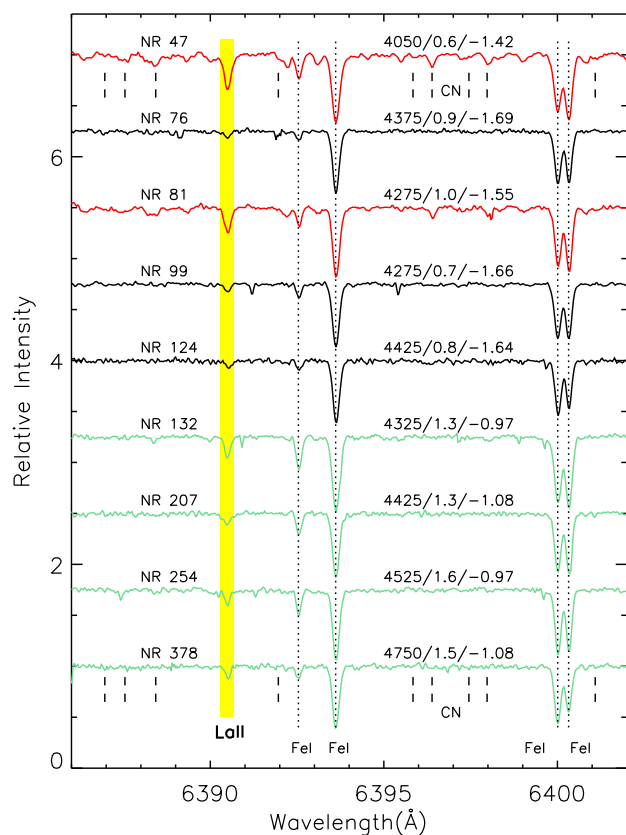 NR 47
4050/0.6/−1.42
CN
NR 76
4375/0.9/−1.69
6
NR 81
4275/1.0/−1.55
NR 99
4275/0.7/−1.66
4
NR 124
4425/0.8/−1.64
NR 132
4325/1.3/−0.97
NR 207
4425/1.3/−1.08
2
NR 254
4525/1.6/−0.97
NR 378
4750/1.5/−1.08
CN
LaII
FeI
FeI
FeI
FeI
0
Relative Intensity
6390
6395
6400
Wavelength(Å)